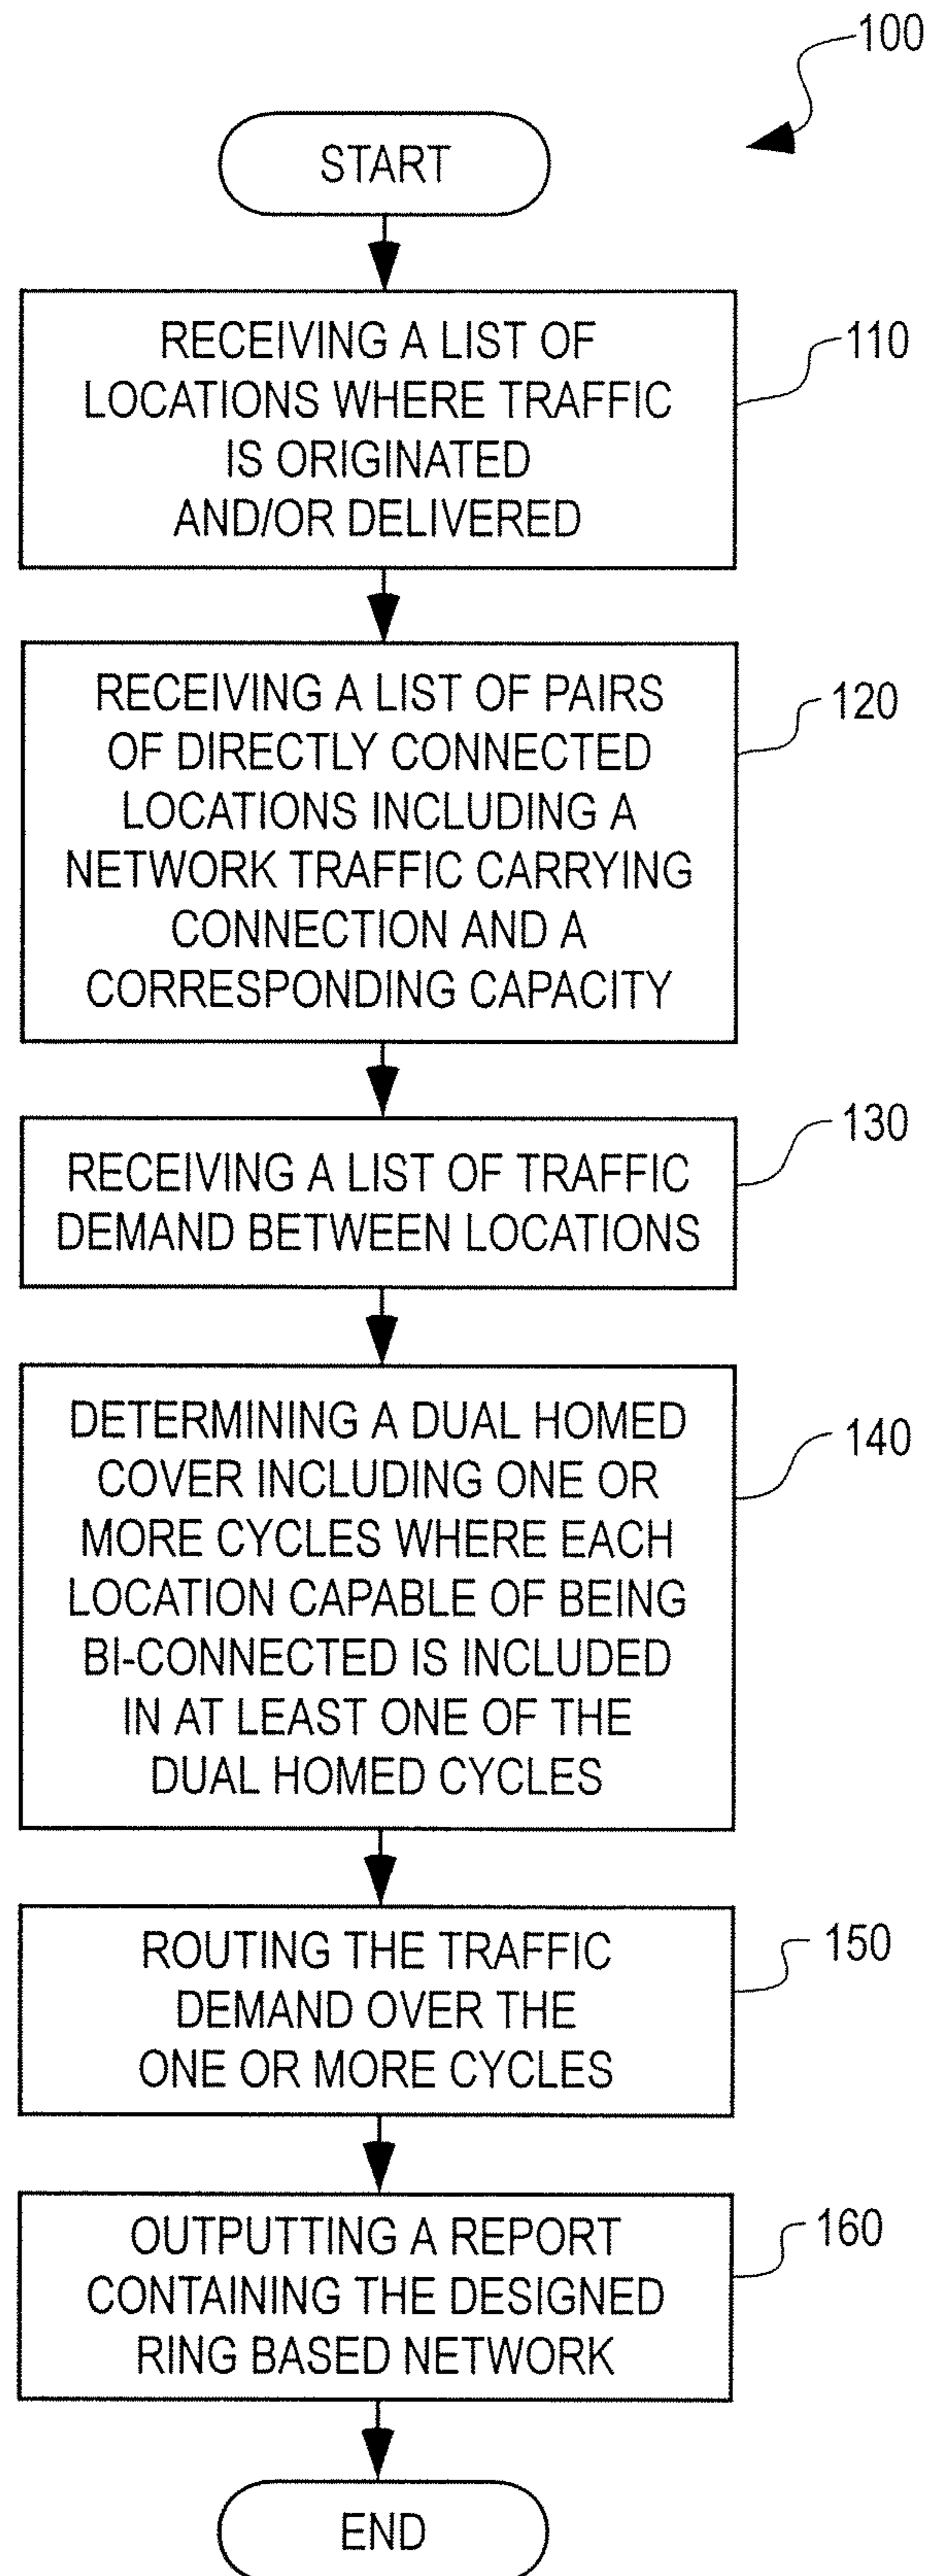 100
START
RECEIVING A LIST OF
LOCATIONS WHERE TRAFFIC
IS ORIGINATED
AND/OR DELIVERED
110
RECEIVING A LIST OF PAIRS
OF DIRECTLY CONNECTED
LOCATIONS INCLUDING A
NETWORK TRAFFIC CARRYING
CONNECTION AND A
CORRESPONDING CAPACITY
120
RECEIVING A LIST OF TRAFFIC
DEMAND BETWEEN LOCATIONS
130
DETERMINING A DUAL HOMED
COVER INCLUDING ONE OR
MORE CYCLES WHERE EACH
LOCATION CAPABLE OF BEING
BI-CONNECTED IS INCLUDED
IN AT LEAST ONE OF THE
DUAL HOMED CYCLES
140
ROUTING THE TRAFFIC
DEMAND OVER THE
ONE OR MORE CYCLES
150
OUTPUTTING A REPORT
CONTAINING THE DESIGNED
RING BASED NETWORK
160
END